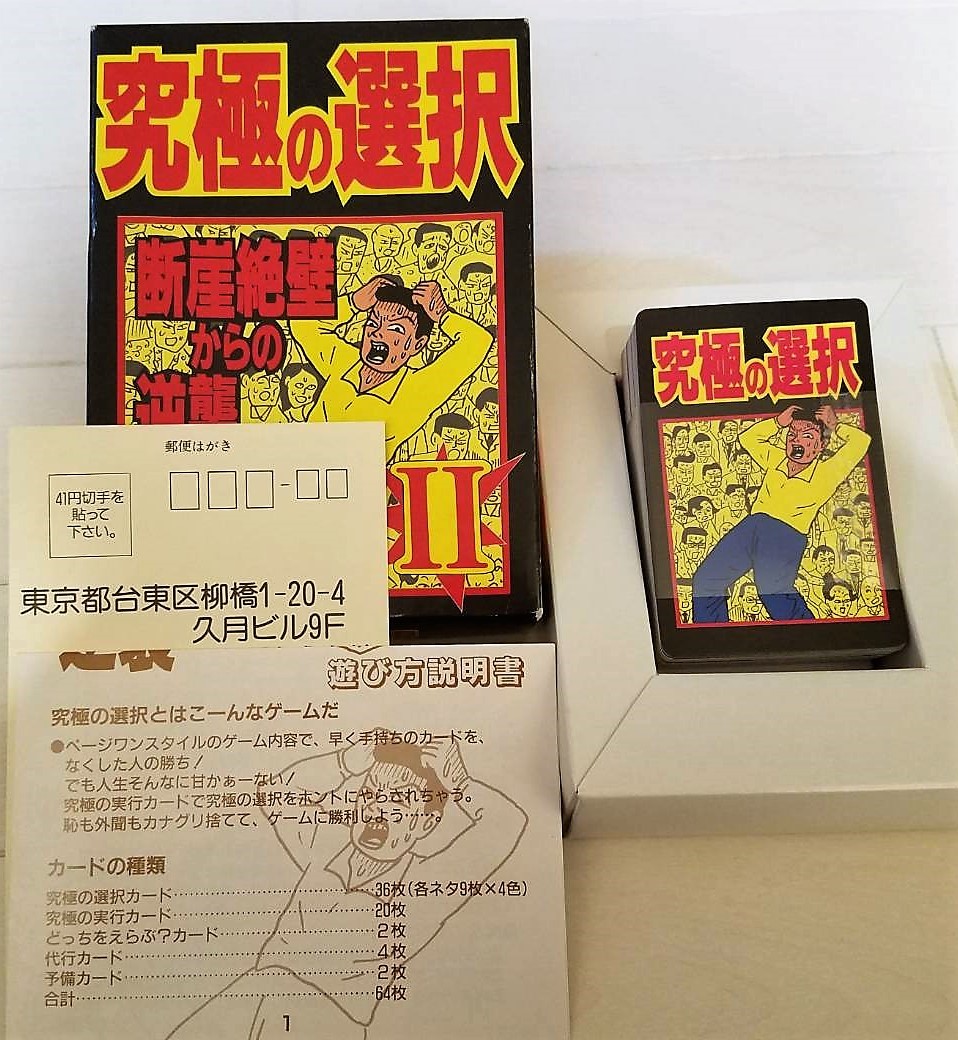 究極の選択
断崖絶壁
からの
逆襲
II
究極の選択
郵便はがき
41円切手を
貼って
下さい。
東京都台東区柳橋1-20-4
久月ビル9F
逆襲
遊び方説明書
究極の選択とはこーんなゲームだ
●ページワンスタイルのゲーム内容で、早く手持ちのカードを、
なくした人の勝ち!
でも人生そんなに甘かぁーない!
究極の実行カードで究極の選択をホントにやらされちゃう。
恥も外聞もカナグリ捨てて、ゲームに勝利しよう……。
カードの種類
究極の選択カード……………………36枚(各ネタ9枚×4色)
究極の実行カード……………………20枚
どっちをえらぶ?カード……………2枚
代行カード……………………………4枚
予備カード……………………………2枚
合計……………………………………64枚
1